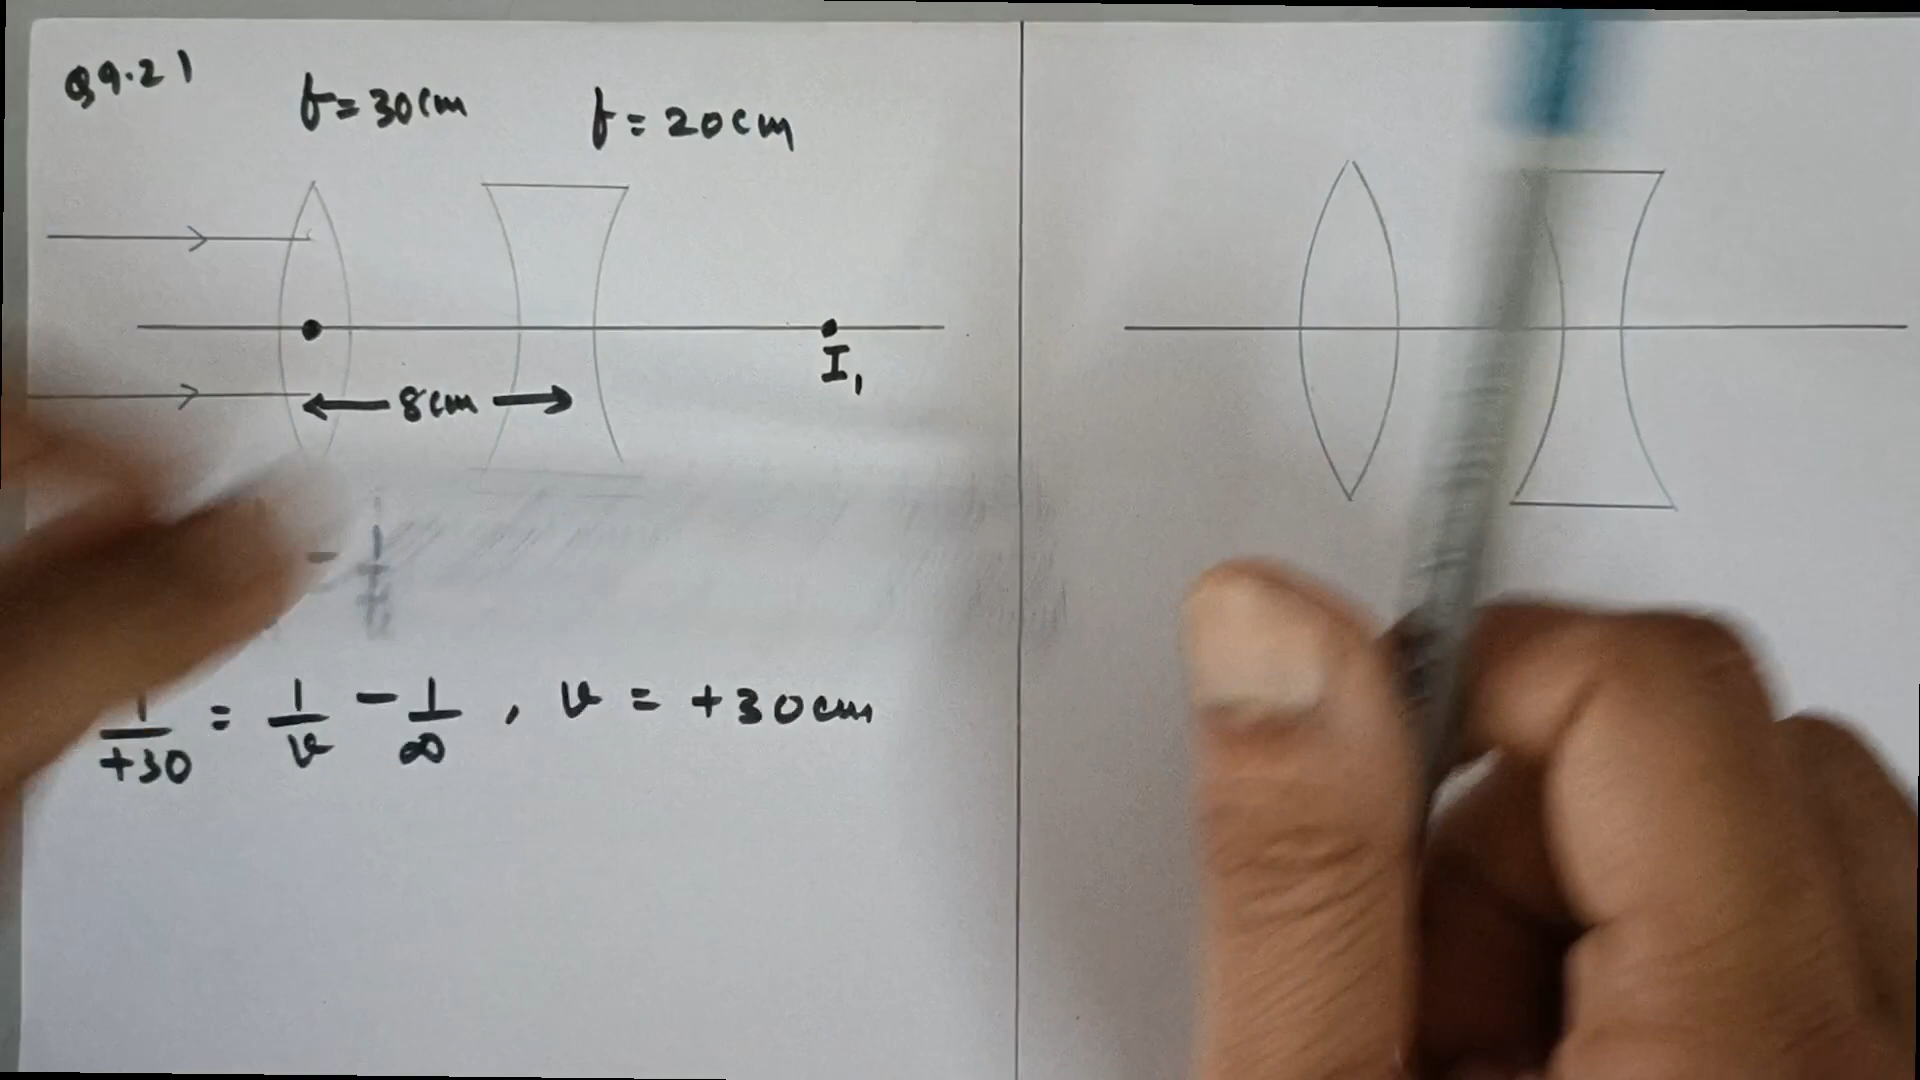 Q9.21
f = 30cm f = 20cm
I₁
8cm
1/+30 = 1/v - 1/∞ , v = +30cm